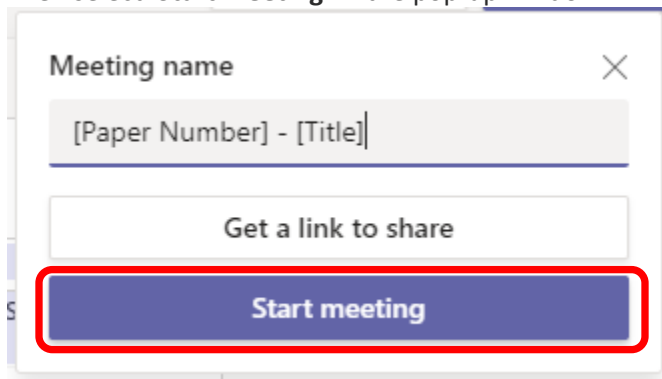 Meeting name
[Paper Number] - [Title]
Get a link to share
Start meeting